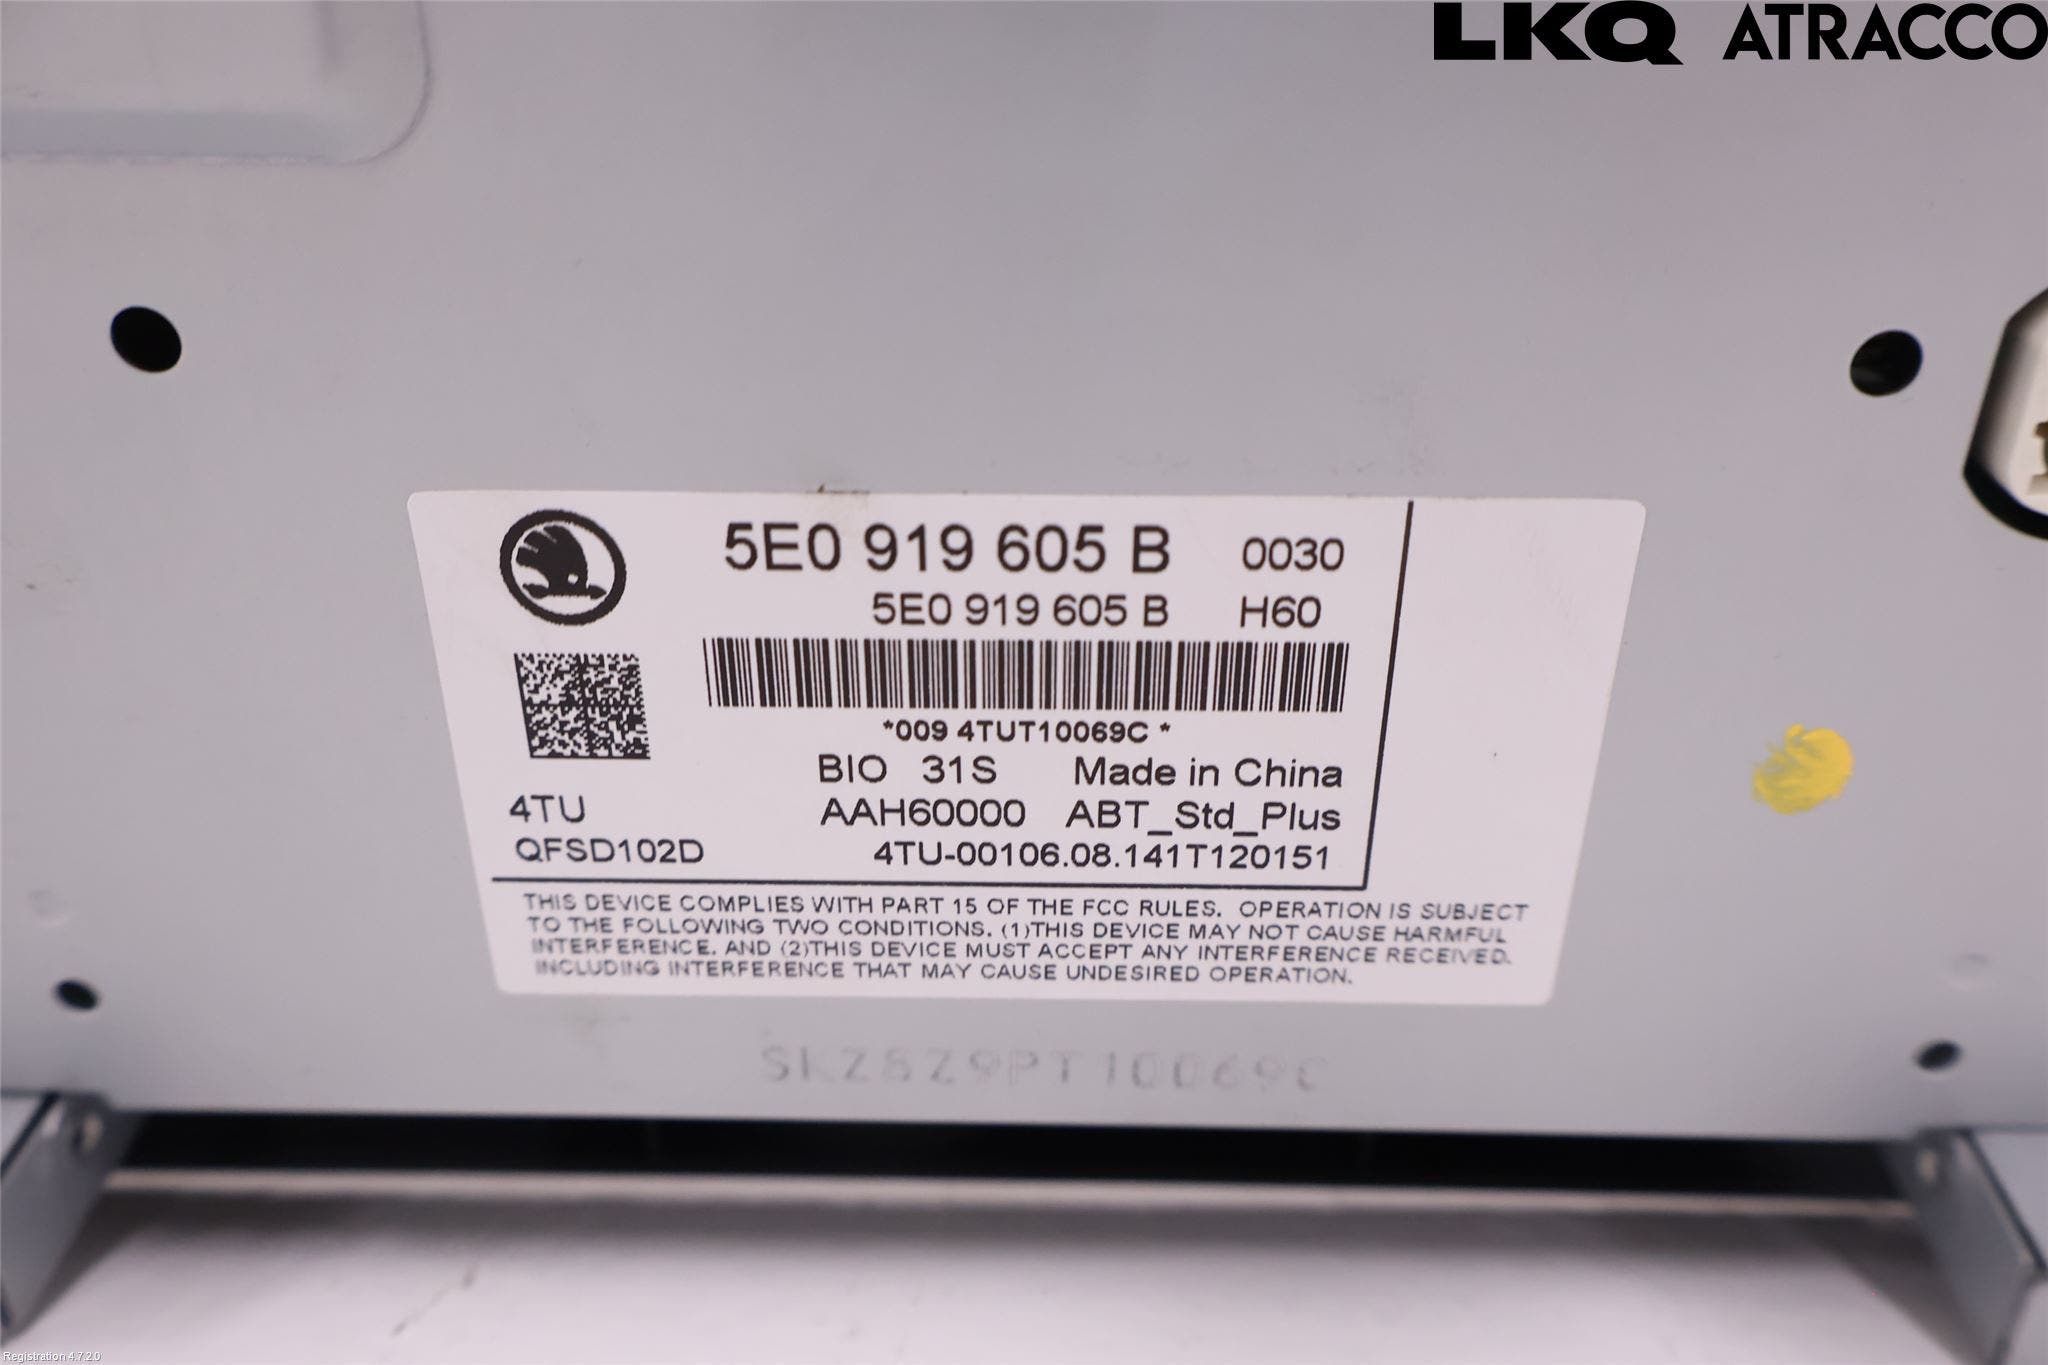 LKQ ATRACCO
5E0 919 605 B 0030
5E0 919 605 B H60
*009 4TUT10069C *
BIO 31S Made in China
4TU AAH60000 ABT_Std_Plus
QFSD102D 4TU-00106.08.141T120151
THIS DEVICE COMPLIES WITH PART 15 OF THE FCC RULES. OPERATION IS SUBJECT
TO THE FOLLOWING TWO CONDITIONS. (1)THIS DEVICE MAY NOT CAUSE HARMFUL
INTERFERENCE. AND (2)THIS DEVICE MUST ACCEPT ANY INTERFERENCE RECEIVED.
INCLUDING INTERFERENCE THAT MAY CAUSE UNDESIRED OPERATION.
SKZ8Z9PT10069C
Registration 4.7.2.0